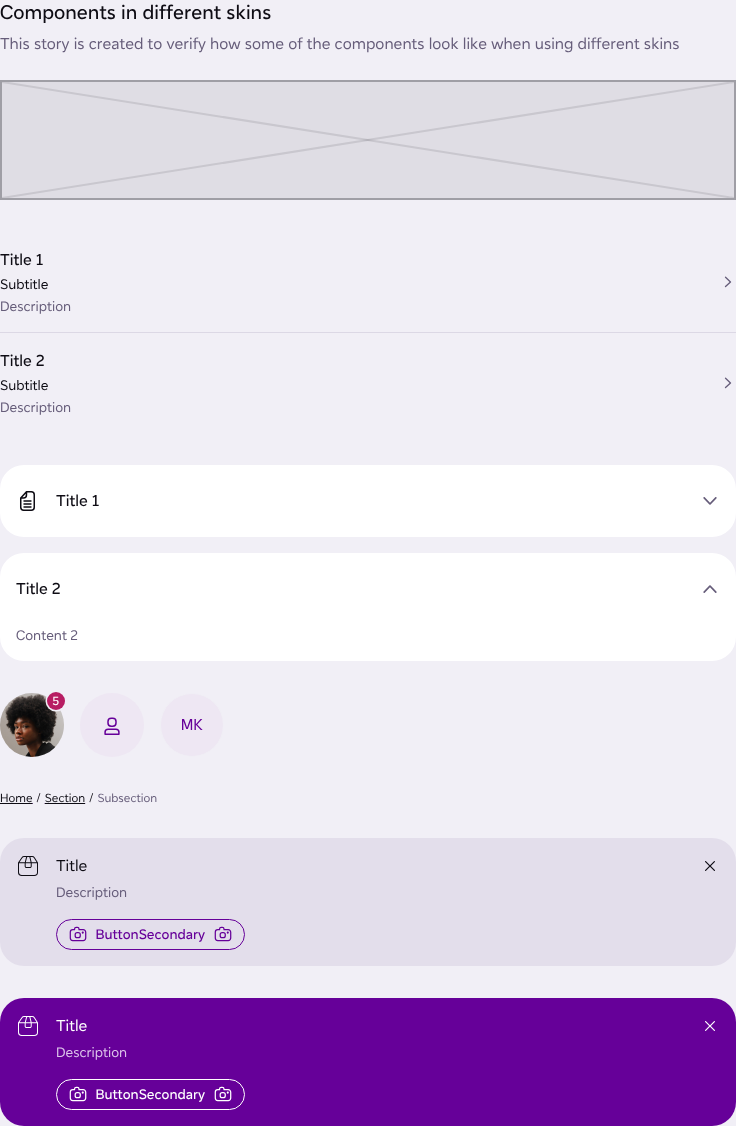 Components in different skins
This story is created to verify how some of the components look like when using different skins
Title 1
Subtitle
Description
Title 2
Subtitle
Description
Title 1
Title 2
Content 2
5
MK
Home / Section / Subsection
Title
Description
ButtonSecondary
Title
Description
ButtonSecondary